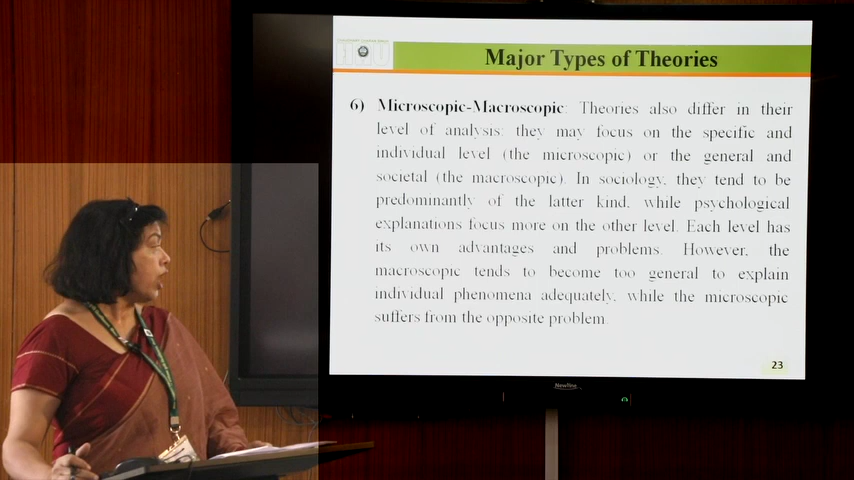 Major Types of Theories
6) Microscopic-Macroscopic. Theories also differ in their
level of analysis: they may focus on the specific and
individual level (the microscopic) or the general and
societal (the macroscopic). In sociology, they tend to be
predominantly of the latter kind, while psychological
explanations focus more on the other level. Each level has
its own advantages and problems. However, the
macroscopic tends to become too general to explain
individual phenomena adequately; while the microscopic
suffers from the opposite problem.
23
Newline